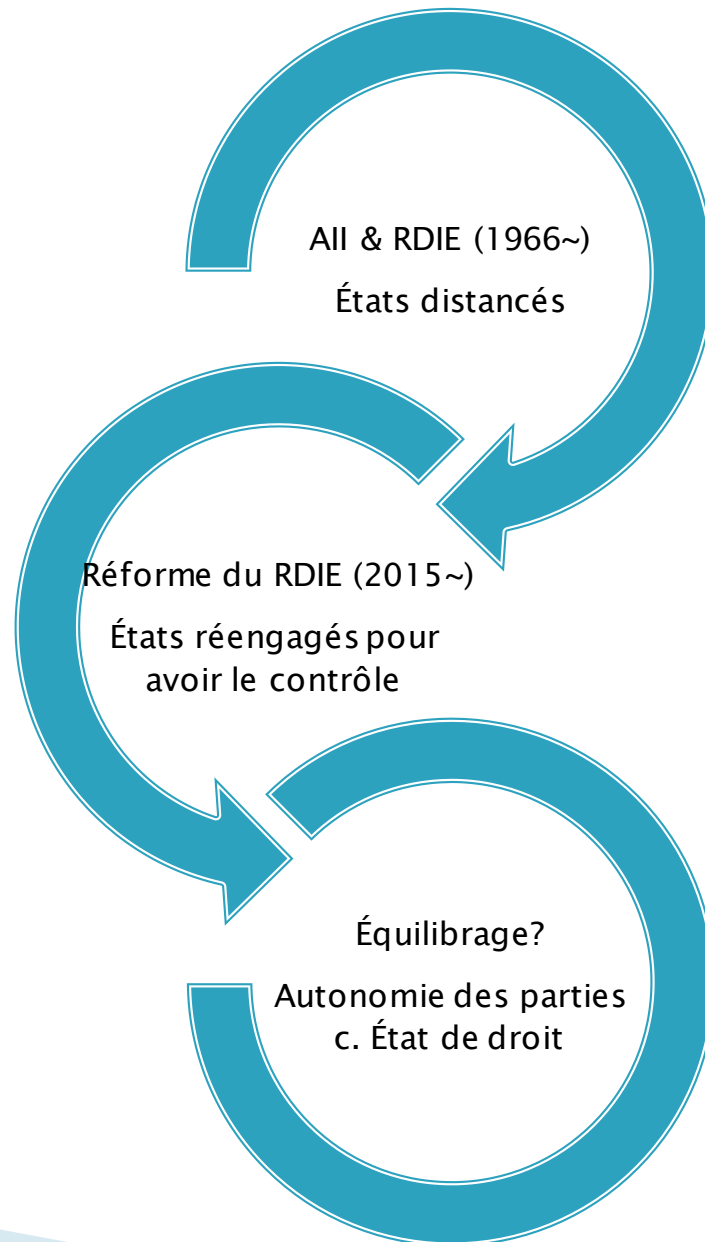 AII & RDIE (1966~)
États distancés
Réforme du RDIE (2015~)
États réengagés pour
avoir le contrôle
Équilibrage?
Autonomie des parties
c. État de droit